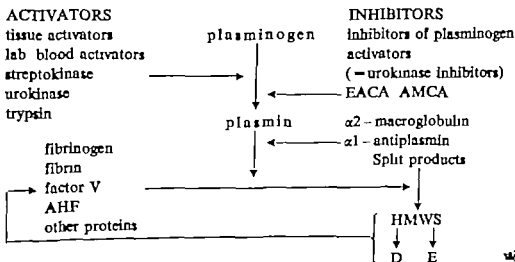 ACTIVATORS
tissue activators
lab blood activators
streptokinase
urokinase
trypsin
plasminogen
INHIBITORS
inhibitors of plasminogen
activators
(=urokinase inhibitors)
EACA AMCA
plasmin
α2-macroglobulin
α1-antiplasmin
Split products
fibrinogen
fibrin
factor V
AHF
other proteins
HMWS
D E